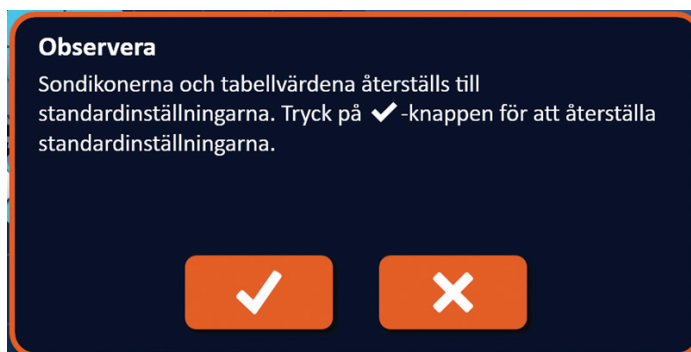 Observera
Sondikonerna och tabellvärdena återställs till
standardinställningarna. Tryck på ✔-knappen för att återställa
standardinställningarna.